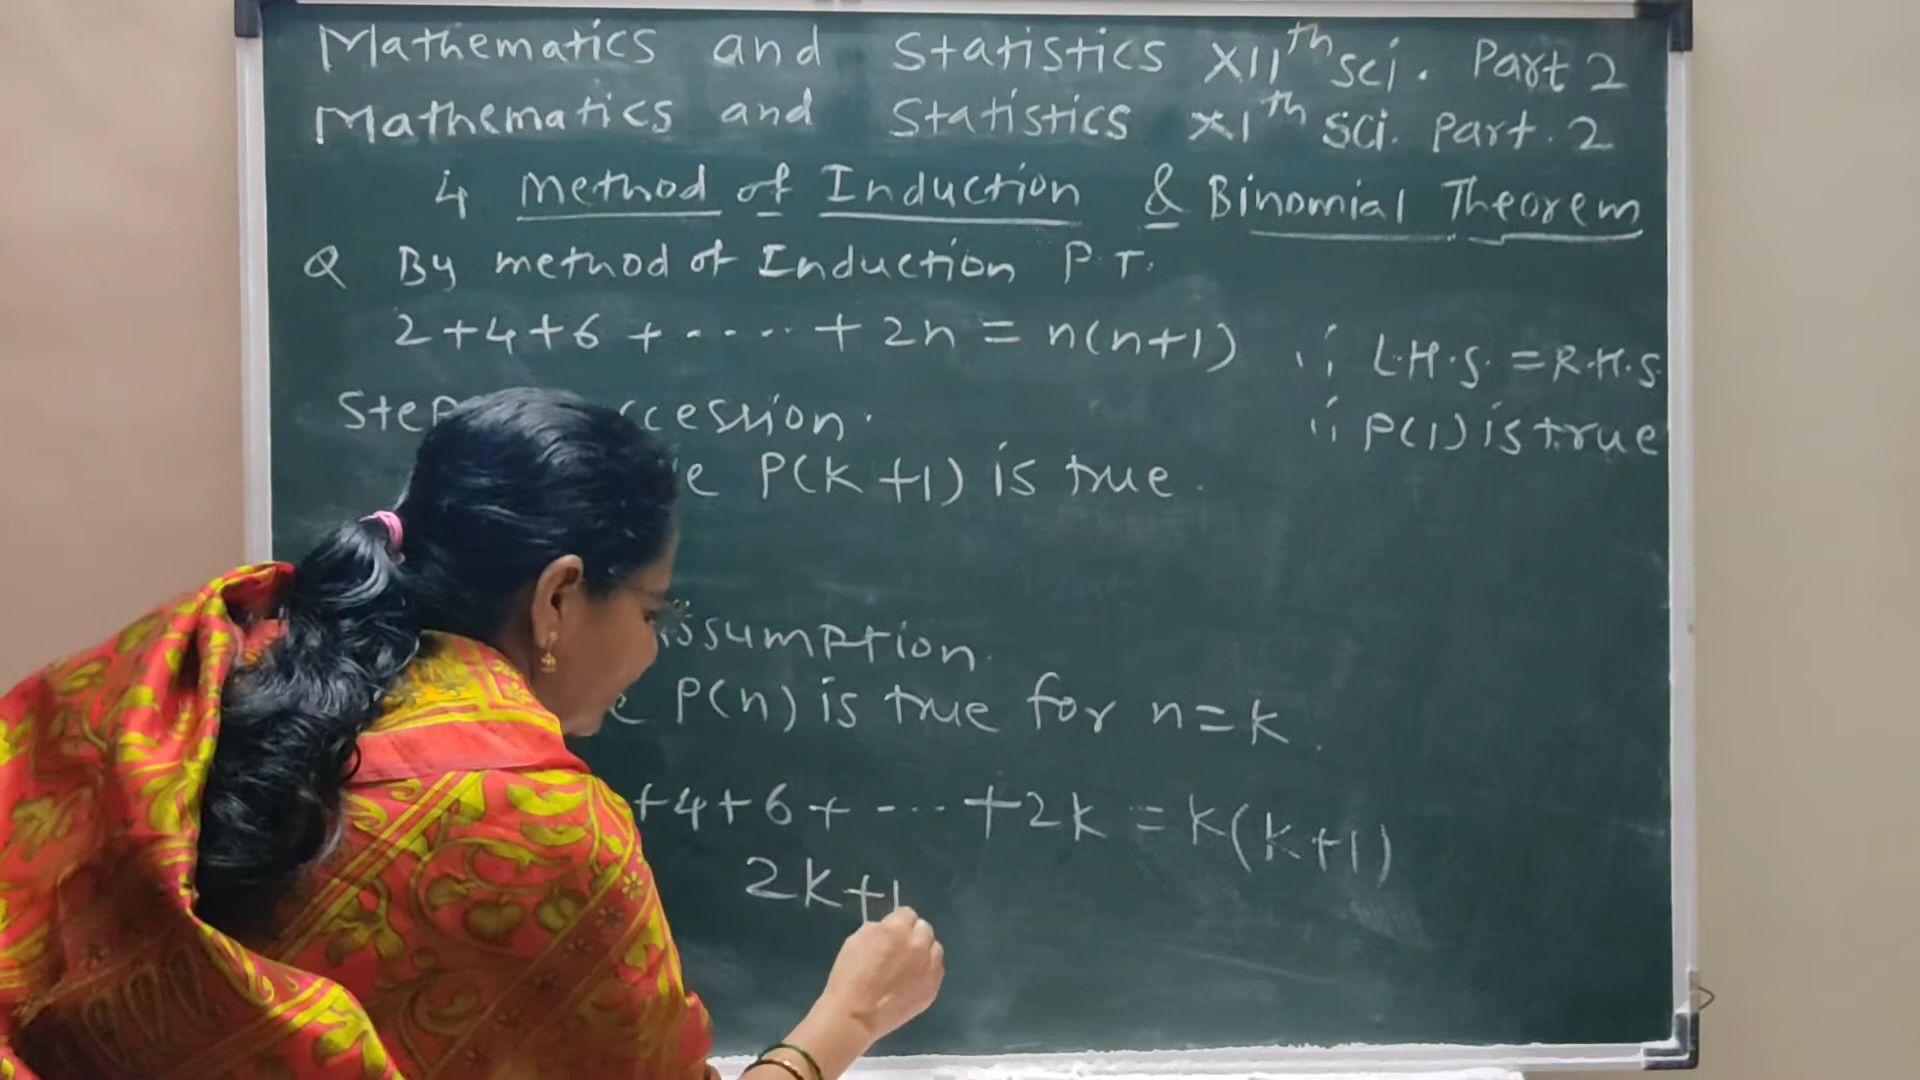 Mathematics and Statistics XIIth sci. Part 2
Mathematics and Statistics XIth sci. Part. 2
4 Method of Induction & Binomial Theorem
Q By method of Induction P.T.
2+4+6+----+2n=n(n+1)
∴ L.H.S.=R.H.S.
∴ P(1) is true
Step
P(k+1) is true.
Assumption.
P(n) is true for n=k.
+4+6+---+2k=k(k+1)
2k+1